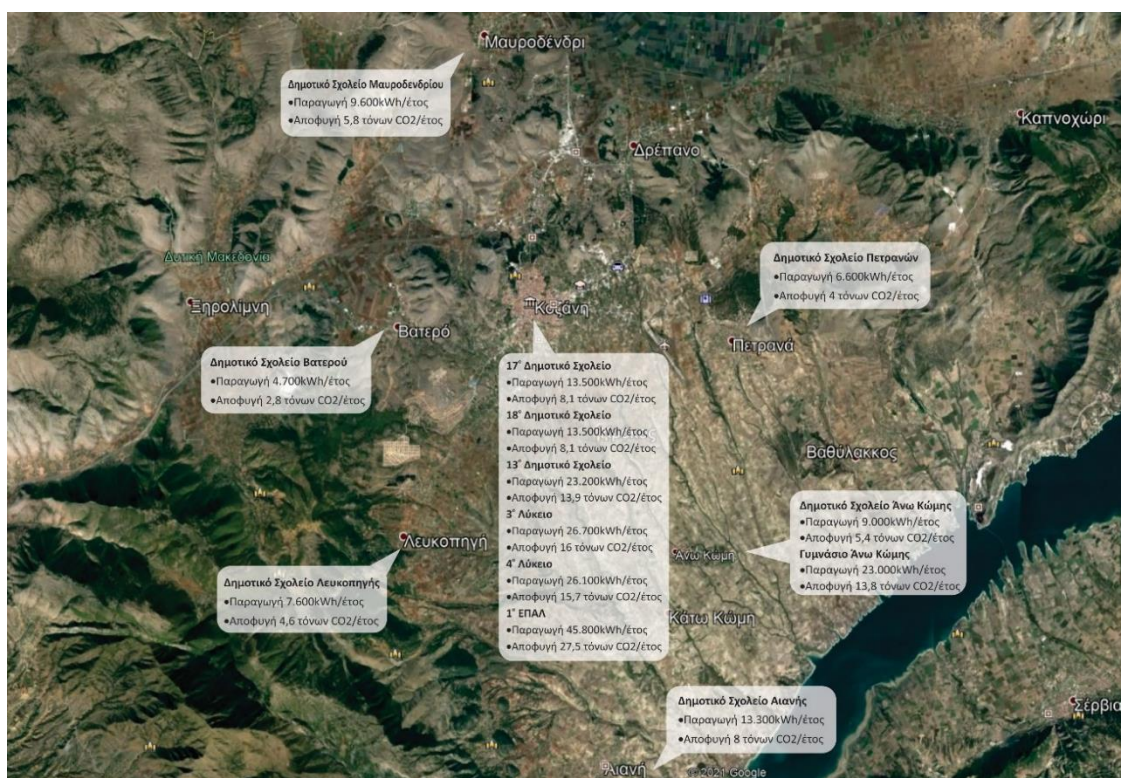 Μαυροδένδρι
Δημοτικό Σχολείο Μαυροδενδρίου
•Παραγωγή 9.600kWh/έτος
•Αποφυγή 5,8 τόνων CO2/έτος
Καπνοχώρι
Δρέπανο
Δυτική Μακεδονία
Δημοτικό Σχολείο Πετρανών
•Παραγωγή 6.600kWh/έτος
•Αποφυγή 4 τόνων CO2/έτος
Ξηρολίμνη
Κοζάνη
Βατερό
Πετρανά
Δημοτικό Σχολείο Βατερού
•Παραγωγή 4.700kWh/έτος
•Αποφυγή 2,8 τόνων CO2/έτος
17° Δημοτικό Σχολείο
•Παραγωγή 13.500kWh/έτος
•Αποφυγή 8,1 τόνων CO2/έτος
18° Δημοτικό Σχολείο
•Παραγωγή 13.500kWh/έτος
•Αποφυγή 8,1 τόνων CO2/έτος
13° Δημοτικό Σχολείο
•Παραγωγή 23.200kWh/έτος
•Αποφυγή 13,9 τόνων CO2/έτος
3° Λύκειο
•Παραγωγή 26.700kWh/έτος
•Αποφυγή 16 τόνων CO2/έτος
4° Λύκειο
•Παραγωγή 26.100kWh/έτος
•Αποφυγή 15,7 τόνων CO2/έτος
1° ΕΠΑΛ
•Παραγωγή 45.800kWh/έτος
•Αποφυγή 27,5 τόνων CO2/έτος
Βαθύλακκος
Δημοτικό Σχολείο Άνω Κώμης
•Παραγωγή 9.000kWh/έτος
•Αποφυγή 5,4 τόνων CO2/έτος
Γυμνάσιο Άνω Κώμης
•Παραγωγή 23.000kWh/έτος
•Αποφυγή 13,8 τόνων CO2/έτος
Λευκοπηγή
Άνω Κώμη
Δημοτικό Σχολείο Λευκοπηγής
•Παραγωγή 7.600kWh/έτος
•Αποφυγή 4,6 τόνων CO2/έτος
Κάτω Κώμη
Δημοτικό Σχολείο Αιανής
•Παραγωγή 13.300kWh/έτος
•Αποφυγή 8 τόνων CO2/έτος
Σέρβια
Αιανή
© 2021 Google